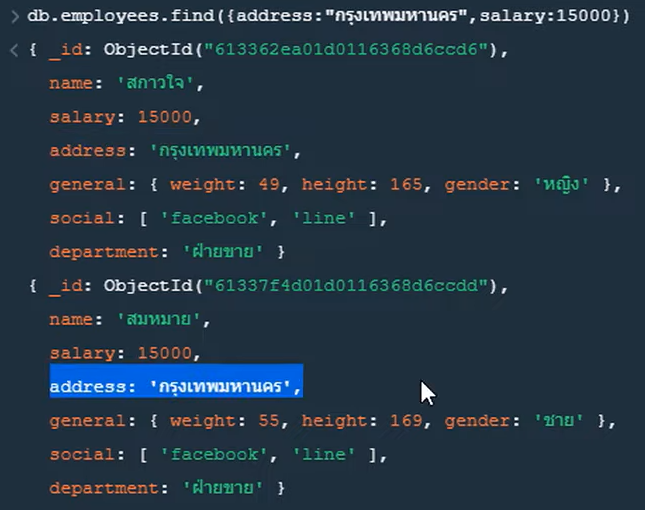 > db.employees.find({address:"กรุงเทพมหานคร",salary:15000})
< { _id: ObjectId("613362ea01d0116368d6ccd6"),
name: 'สกาวใจ',
salary: 15000,
address: 'กรุงเทพมหานคร',
general: { weight: 49, height: 165, gender: 'หญิง' },
social: [ 'facebook', 'line' ],
department: 'ฝ่ายขาย' }
{ _id: ObjectId("61337f4d01d0116368d6ccdd"),
name: 'สมหมาย',
salary: 15000,
address: 'กรุงเทพมหานคร',
general: { weight: 55, height: 169, gender: 'ชาย' },
social: [ 'facebook', 'line' ],
department: 'ฝ่ายขาย' }